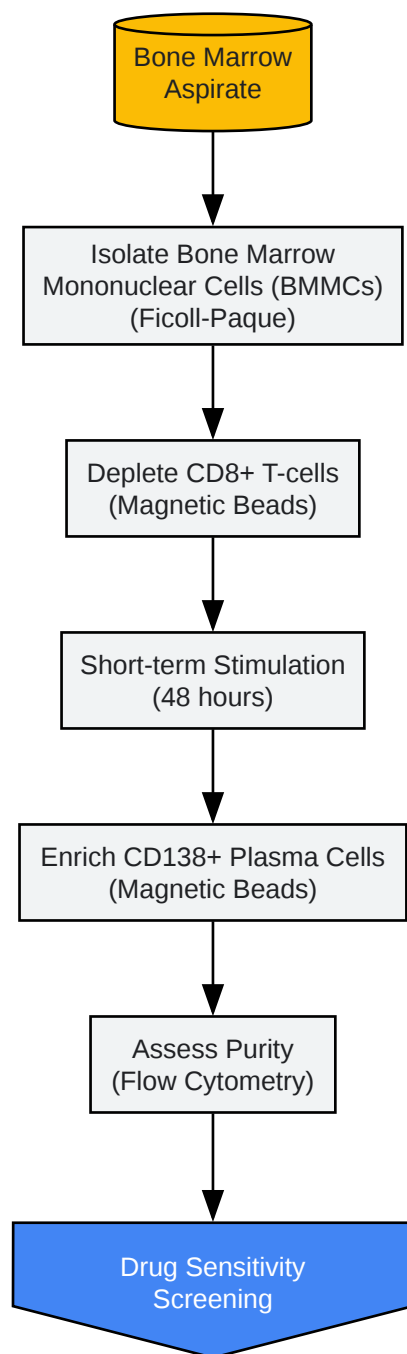 Bone Marrow
Aspirate
Isolate Bone Marrow
Mononuclear Cells (BMMCs)
(Ficoll-Paque)
Deplete CD8+ T-cells
(Magnetic Beads)
Short-term Stimulation
(48 hours)
Enrich CD138+ Plasma Cells
(Magnetic Beads)
Assess Purity
(Flow Cytometry)
Drug Sensitivity
Screening